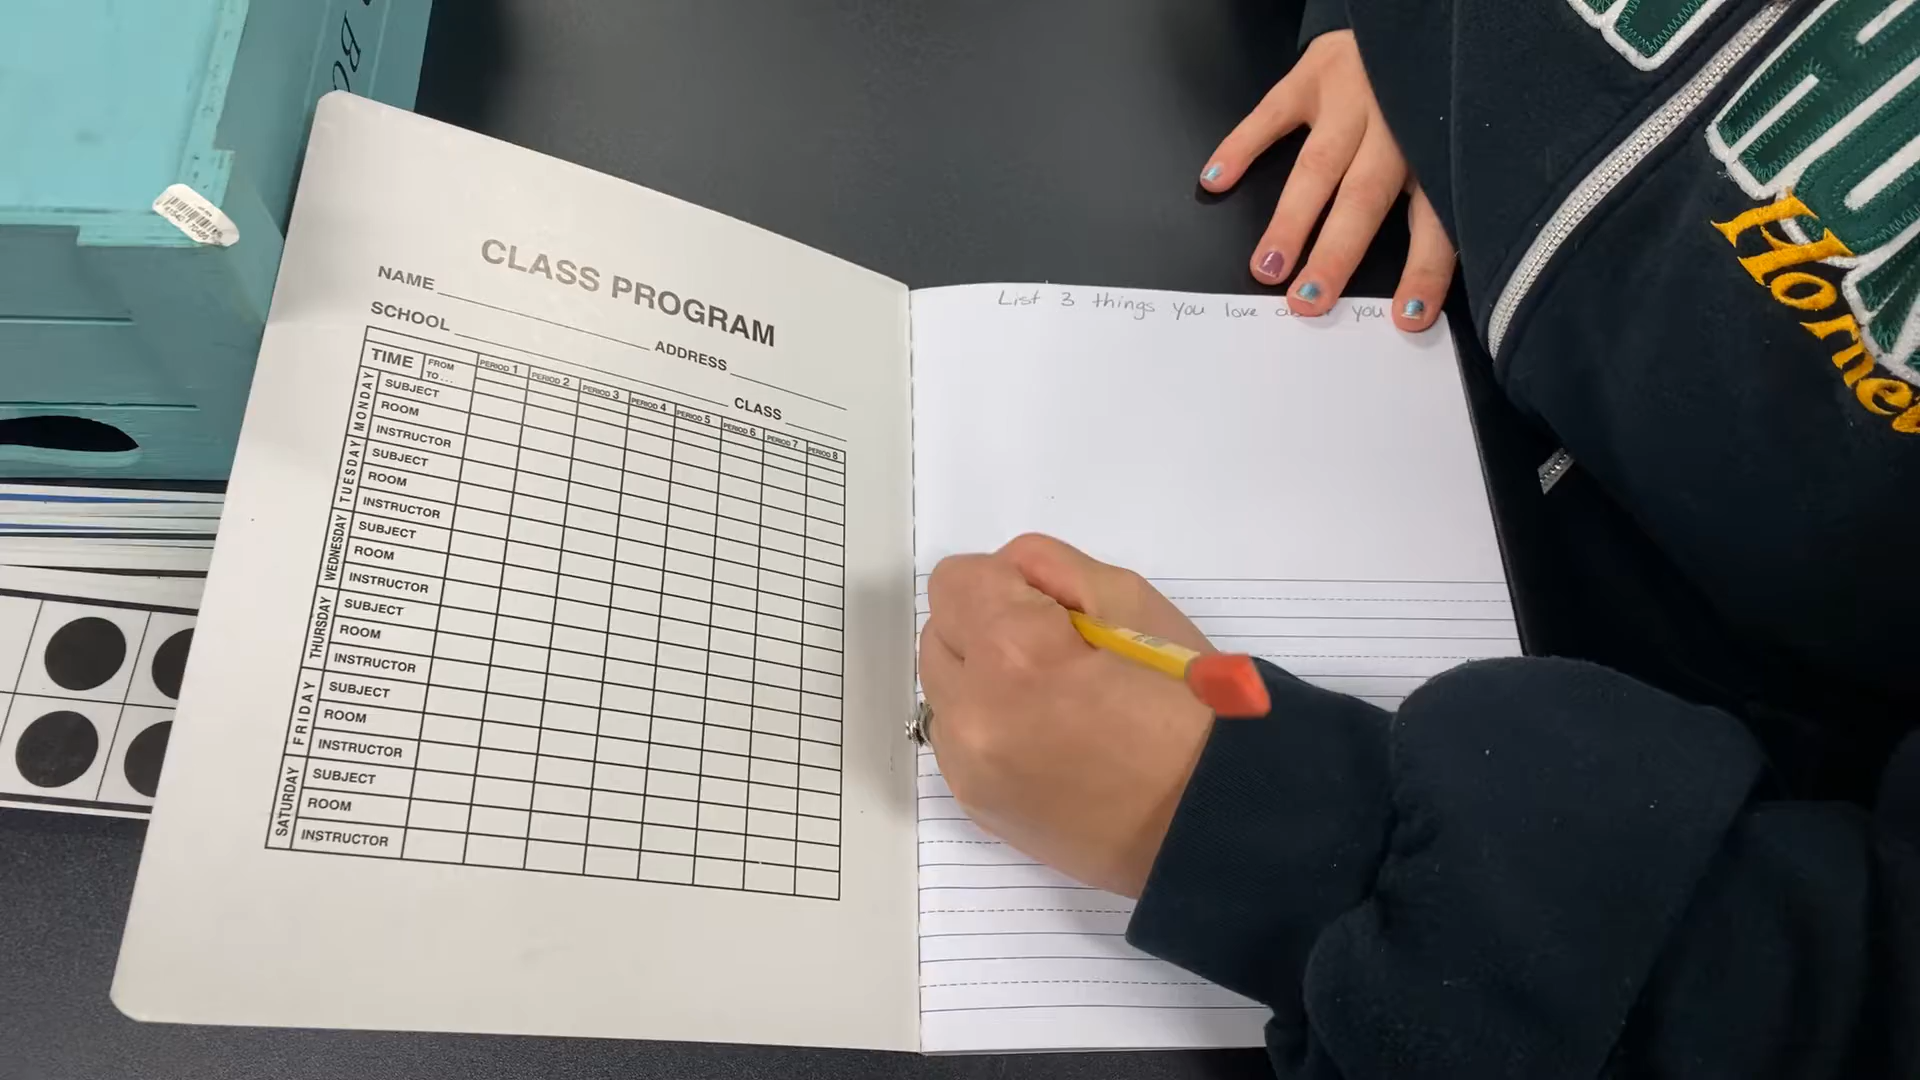 CLASS PROGRAM
NAME
SCHOOL
ADDRESS
CLASS
TIME FROM TO ... PERIOD 1 PERIOD 2 PERIOD 3 PERIOD 4 PERIOD 5 PERIOD 6 PERIOD 7 PERIOD 8
MONDAY
SUBJECT
ROOM
INSTRUCTOR
TUESDAY
SUBJECT
ROOM
INSTRUCTOR
WEDNESDAY
SUBJECT
ROOM
INSTRUCTOR
THURSDAY
SUBJECT
ROOM
INSTRUCTOR
FRIDAY
SUBJECT
ROOM
INSTRUCTOR
SATURDAY
SUBJECT
ROOM
INSTRUCTOR
List 3 things you love you